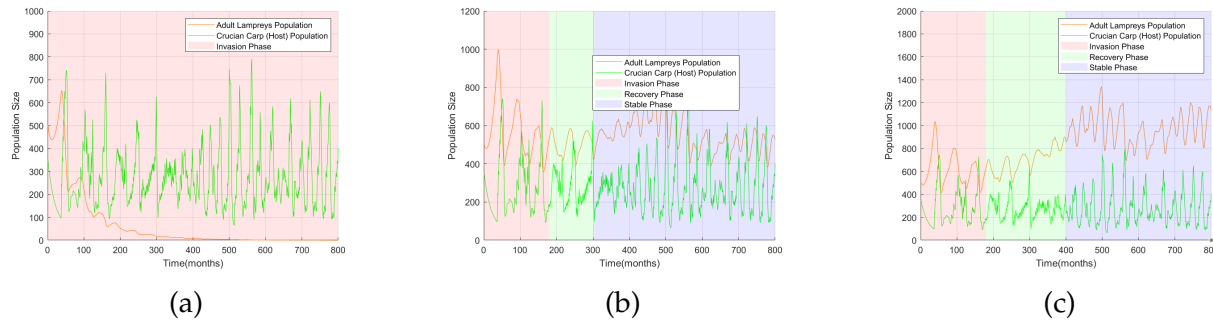 1000
900
800
700
600
500
400
300
200
100
0
Population Size
0 100 200 300 400 500 600 700 800
Time(months)
Adult Lampreys Population
Crucian Carp (Host) Population
Invasion Phase
(a)
1200
1000
800
600
400
200
0
Population Size
0 100 200 300 400 500 600 700 800
Time(months)
Adult Lampreys Population
Crucian Carp (Host) Population
Invasion Phase
Recovery Phase
Stable Phase
(b)
2000
1800
1600
1400
1200
1000
800
600
400
200
0
Population Size
0 100 200 300 400 500 600 700 800
Time(months)
Adult Lampreys Population
Crucian Carp (Host) Population
Invasion Phase
Recovery Phase
Stable Phase
(c)